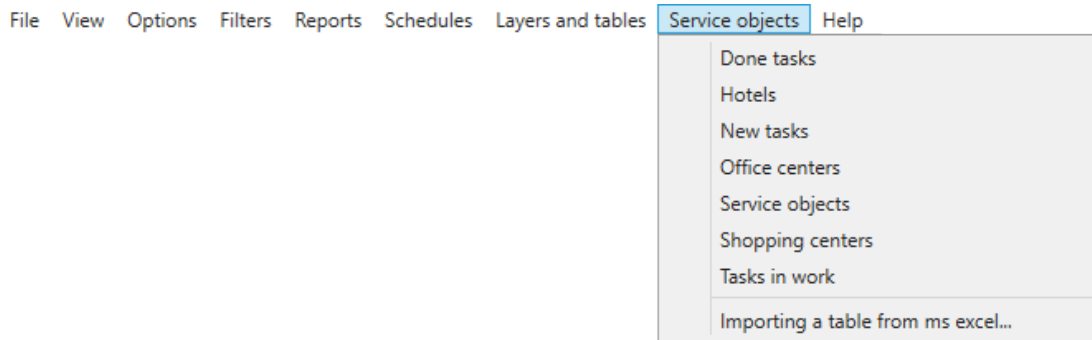 File View Options Filters Reports Schedules Layers and tables Service objects Help
Done tasks
Hotels
New tasks
Office centers
Service objects
Shopping centers
Tasks in work
Importing a table from ms excel...